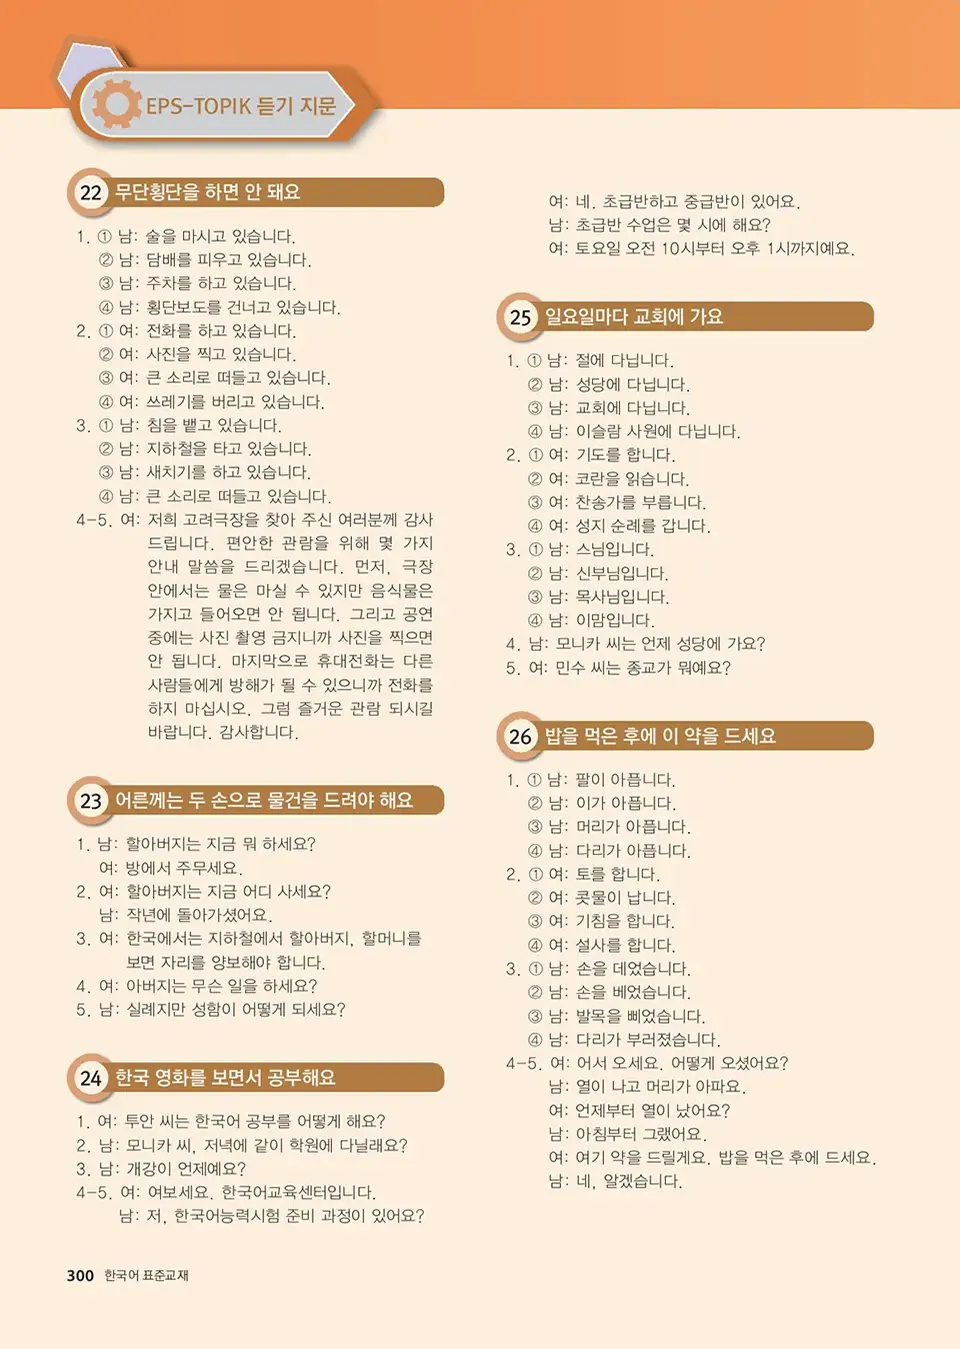 EPS-TOPIK 듣기 지문
22 무단횡단을 하면 안 돼요
1. ① 남: 술을 마시고 있습니다.
② 남: 담배를 피우고 있습니다.
③ 남: 주차를 하고 있습니다.
④ 남: 횡단보도를 건너고 있습니다.
2. ① 여: 전화를 하고 있습니다.
② 여: 사진을 찍고 있습니다.
③ 여: 큰 소리로 떠들고 있습니다.
④ 여: 쓰레기를 버리고 있습니다.
3. ① 남: 침을 뱉고 있습니다.
② 남: 지하철을 타고 있습니다.
③ 남: 새치기를 하고 있습니다.
④ 남: 큰 소리로 떠들고 있습니다.
4-5. 여: 저희 고려극장을 찾아 주신 여러분께 감사
드립니다. 편안한 관람을 위해 몇 가지
안내 말씀을 드리겠습니다. 먼저, 극장
안에서는 물은 마실 수 있지만 음식물은
가지고 들어오면 안 됩니다. 그리고 공연
중에는 사진 촬영 금지니까 사진을 찍으면
안 됩니다. 마지막으로 휴대전화는 다른
사람들에게 방해가 될 수 있으니까 전화를
하지 마십시오. 그럼 즐거운 관람 되시길
바랍니다. 감사합니다.
23 어른께는 두 손으로 물건을 드려야 해요
1. 남: 할아버지는 지금 뭐 하세요?
여: 방에서 주무세요.
2. 여: 할아버지는 지금 어디 사세요?
남: 작년에 돌아가셨어요.
3. 여: 한국에서는 지하철에서 할아버지, 할머니를
보면 자리를 양보해야 합니다.
4. 여: 아버지는 무슨 일을 하세요?
5. 남: 실례지만 성함이 어떻게 되세요?
24 한국 영화를 보면서 공부해요
1. 여: 투안 씨는 한국어 공부를 어떻게 해요?
2. 남: 모니카 씨, 저녁에 같이 학원에 다닐래요?
3. 남: 개강이 언제예요?
4-5. 여: 여보세요. 한국어교육센터입니다.
남: 저, 한국어능력시험 준비 과정이 있어요?
여: 네. 초급반하고 중급반이 있어요.
남: 초급반 수업은 몇 시에 해요?
여: 토요일 오전 10시부터 오후 1시까지예요.
25 일요일마다 교회에 가요
1. ① 남: 절에 다닙니다.
② 남: 성당에 다닙니다.
③ 남: 교회에 다닙니다.
④ 남: 이슬람 사원에 다닙니다.
2. ① 여: 기도를 합니다.
② 여: 코란을 읽습니다.
③ 여: 찬송가를 부릅니다.
④ 여: 성지 순례를 갑니다.
3. ① 남: 스님입니다.
② 남: 신부님입니다.
③ 남: 목사님입니다.
④ 남: 이맘입니다.
4. 남: 모니카 씨는 언제 성당에 가요?
5. 여: 민수 씨는 종교가 뭐예요?
26 밥을 먹은 후에 이 약을 드세요
1. ① 남: 팔이 아픕니다.
② 남: 이가 아픕니다.
③ 남: 머리가 아픕니다.
④ 남: 다리가 아픕니다.
2. ① 여: 토를 합니다.
② 여: 콧물이 납니다.
③ 여: 기침을 합니다.
④ 여: 설사를 합니다.
3. ① 남: 손을 데었습니다.
② 남: 손을 베었습니다.
③ 남: 발목을 삐었습니다.
④ 남: 다리가 부러졌습니다.
4-5. 여: 어서 오세요. 어떻게 오셨어요?
남: 열이 나고 머리가 아파요.
여: 언제부터 열이 났어요?
남: 아침부터 그랬어요.
여: 여기 약을 드릴게요. 밥을 먹은 후에 드세요.
남: 네, 알겠습니다.
300 한국어 표준교재